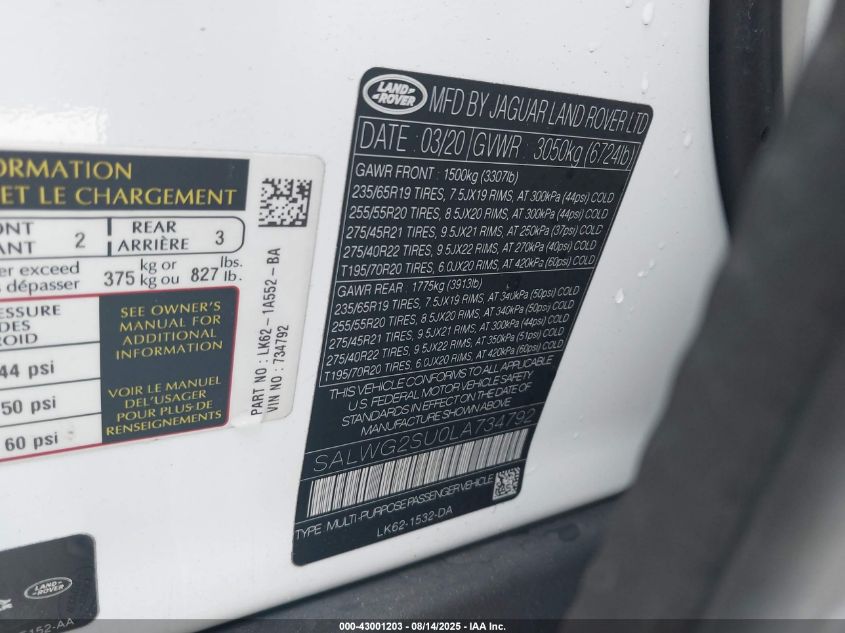 ORMATION
ET LE CHARGEMENT
ONT
ANT 2
REAR
ARRIÈRE 3
er exceed
s dépasser 375 kg or 827 lbs.
kg ou lb.
ESSURE
DES
ROID
44 psi
50 psi
60 psi
SEE OWNER'S
MANUAL FOR
ADDITIONAL
INFORMATION
VOIR LE MANUEL
DEL'USAGER
POUR PLUS-DE
RENSEIGNEMENTS
PART NO : LK62 - 1A552 - BA
VIN NO : 734792
LAND ROVER
MFD BY JAGUAR LAND ROVER LTD
DATE : 03/20 GVWR : 3050kg (6724lb)
GAWR FRONT : 1500kg (3307lb)
235/65R19 TIRES, 7.5JX19 RIMS, AT 300kPa (44psi) COLD
255/55R20 TIRES, 8.5JX20 RIMS, AT 300kPa (44psi) COLD
275/45R21 TIRES, 9.5JX21 RIMS, AT 250kPa (37psi) COLD
275/40R22 TIRES, 9.5JX22 RIMS, AT 270kPa (40psi) COLD
T195/70R20 TIRES, 6.0JX20 RIMS, AT 420kPa (60psi) COLD
GAWR REAR : 1775kg (3913lb)
235/65R19 TIRES, 7.5JX19 RIMS, AT 340kPa (50psi) COLD
255/55R20 TIRES, 8.5JX20 RIMS, AT 340kPa (50psi) COLD
275/45R21 TIRES, 9.5JX21 RIMS, AT 300kPa (44psi) COLD
275/40R22 TIRES, 9.5JX22 RIMS, AT 350kPa (51psi) COLD
T195/70R20 TIRES, 6.0JX20 RIMS, AT 420kPa (60psi) COLD
THIS VEHICLE CONFORMS TO ALL APPLICABLE
U.S. FEDERAL MOTOR VEHICLE SAFETY
STANDARDS IN EFFECT ON THE DATE OF
MANUFACTURE SHOWN ABOVE.
SALWG2SU0LA734792
TYPE : MULTI-PURPOSE PASSENGER VEHICLE
LK62-1532-DA
LAND ROVER
152-AA
000-43001203 - 08/14/2025 - IAA Inc.